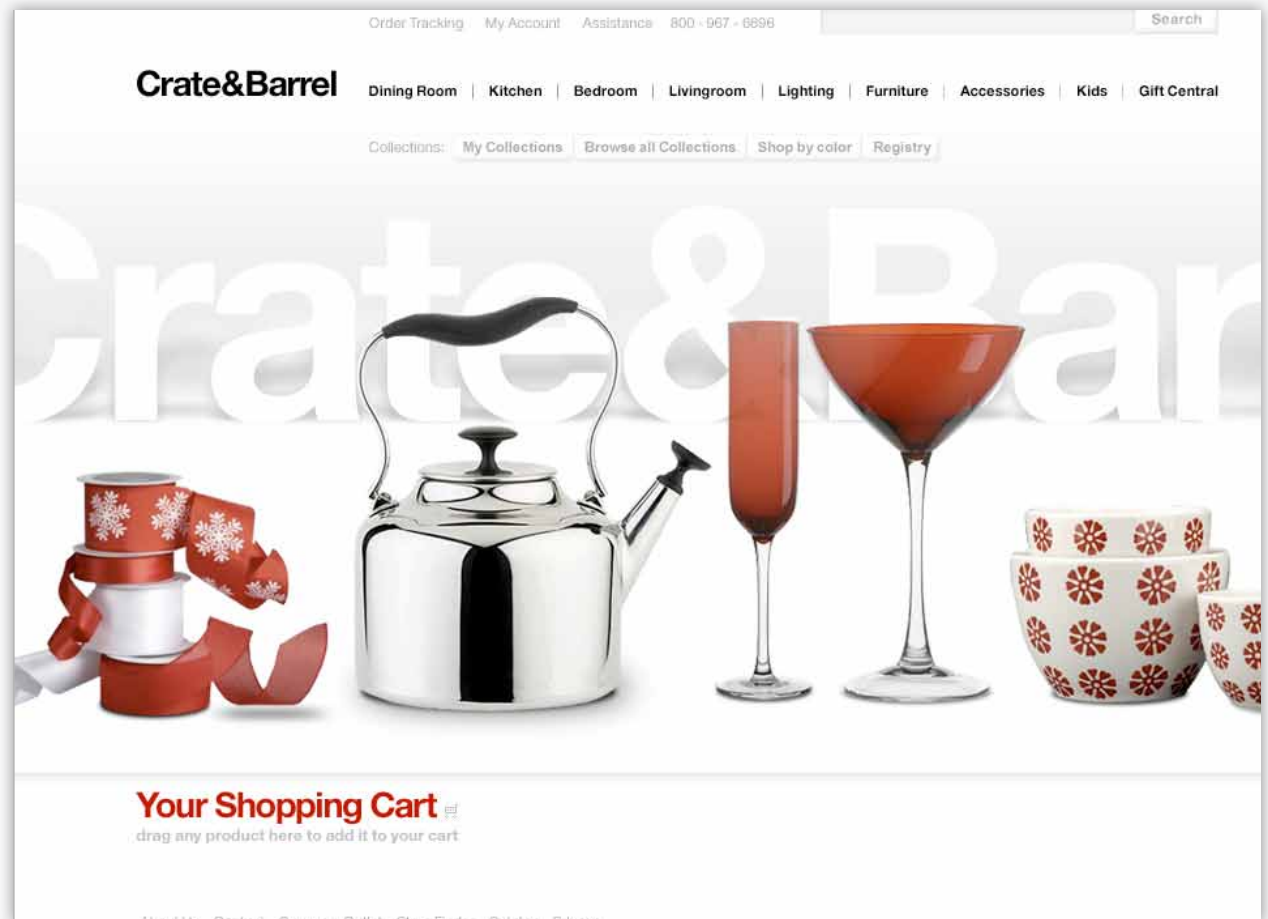 Order Tracking My Account Assistance 800 - 967 - 6896
Search
Crate&Barrel
Dining Room | Kitchen | Bedroom | Livingroom | Lighting | Furniture | Accessories | Kids | Gift Central
Collections: My Collections Browse all Collections Shop by color Registry
Crate&Bar
Your Shopping Cart
drag any product here to add it to your cart